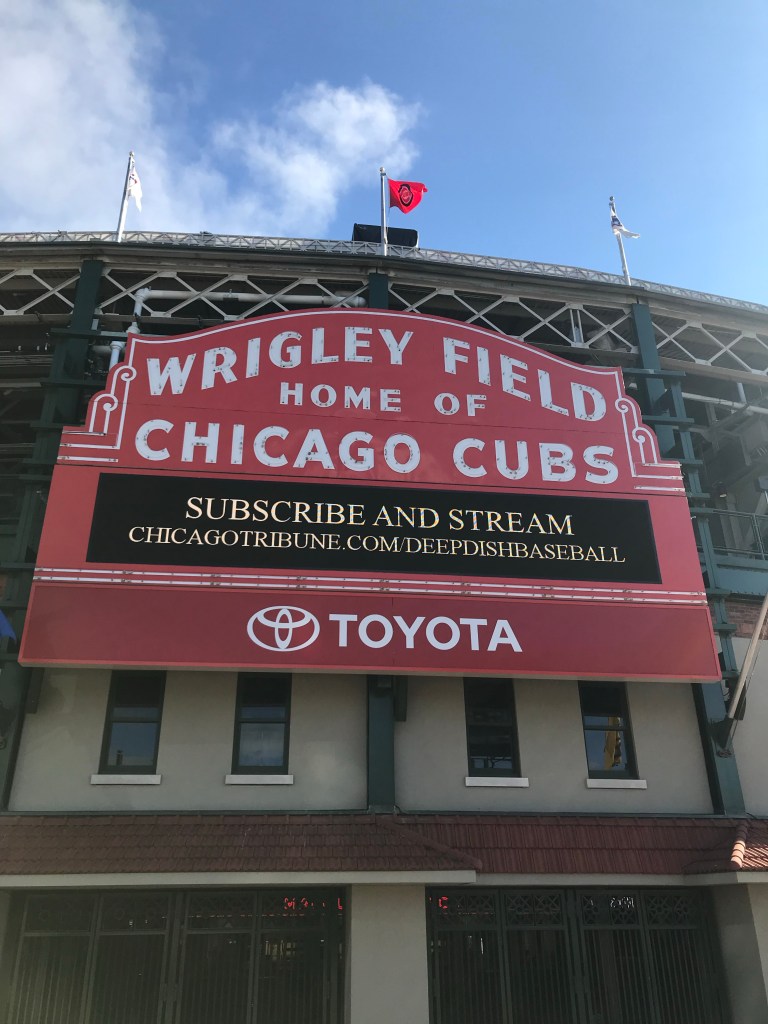 WRIGLEY FIELD
HOME OF
CHICAGO CUBS
SUBSCRIBE AND STREAM
CHICAGOTRIBUNE.COM/DEEPDISHBASEBALL
TOYOTA